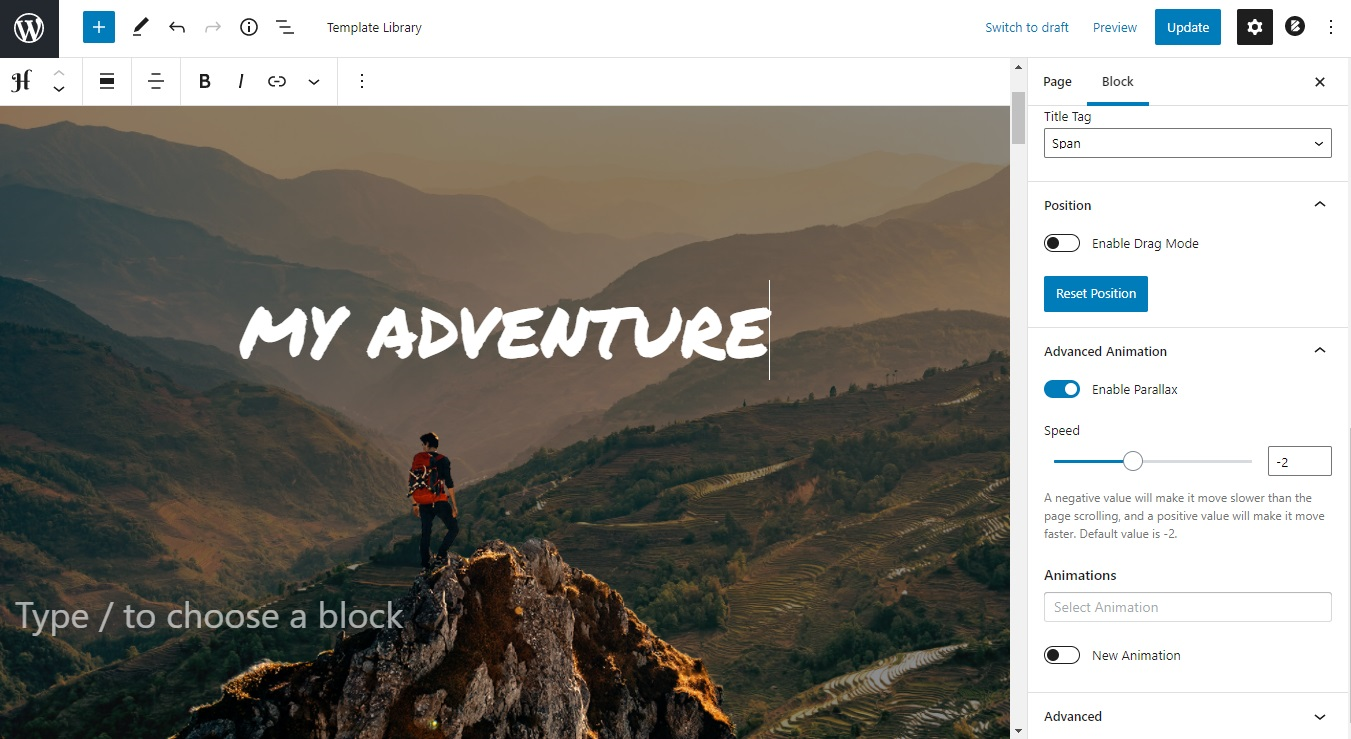 Template Library
Switch to draft
Preview
Update
B I
Page
Block
Title Tag
Span
Position
Enable Drag Mode
Reset Position
Advanced Animation
Enable Parallax
Speed
-2
A negative value will make it move slower than the
page scrolling, and a positive value will make it move
faster. Default value is -2.
Animations
Select Animation
New Animation
Advanced
MY ADVENTURE
Type / to choose a block